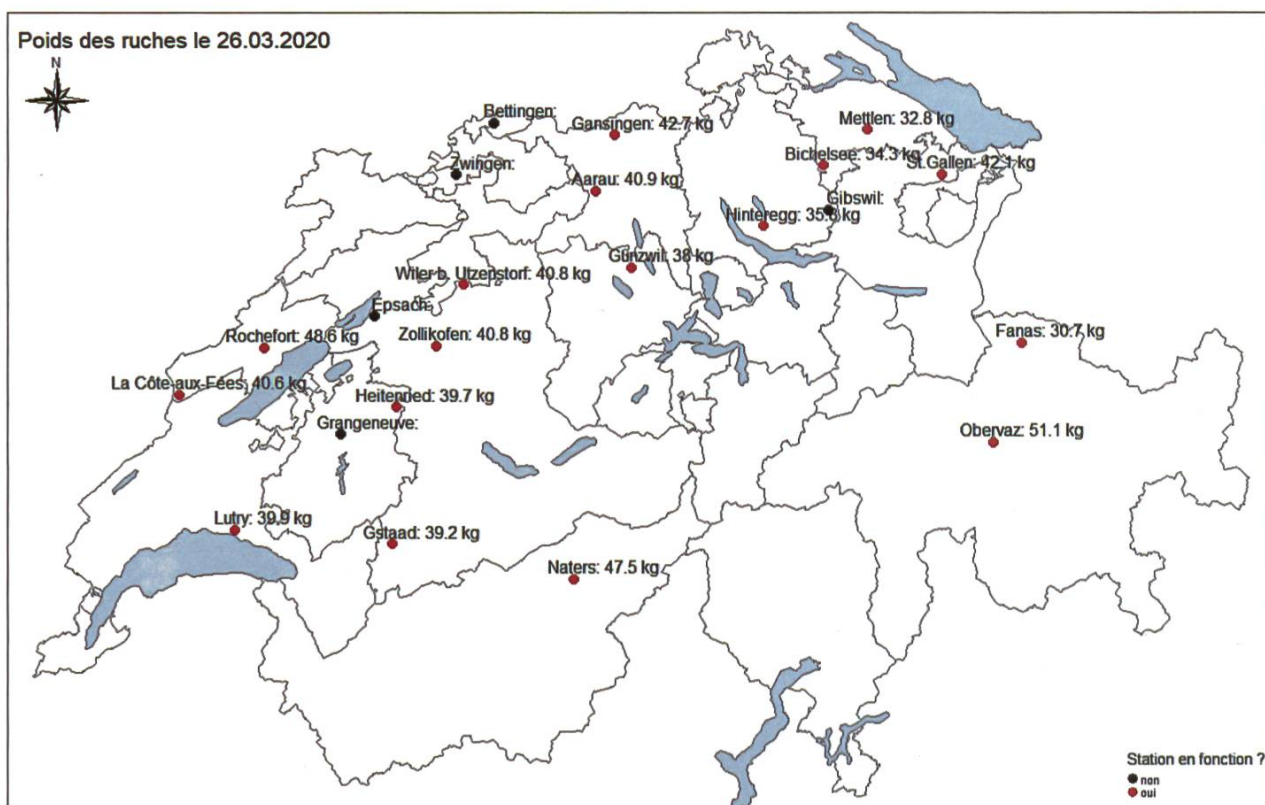 Poids des ruches le 26.03.2020
N
Bettingen:
Gansingen: 42.7 kg
Mettlen: 32.8 kg
Zwingen:
Bichelsee: 34.3 kg
St.Gallen: 42.1 kg
Aarau: 40.9 kg
Gibswil:
Hinteregg: 35.8 kg
Gunzwil: 38 kg
Wiler b. Utzenstorf: 40.8 kg
Epsach:
Rochefort: 48.6 kg
Zollikofen: 40.8 kg
Fanas: 30.7 kg
La Côte-aux-Fées: 40.6 kg
Heitenried: 39.7 kg
Grangeneuve:
Obervaz: 51.1 kg
Lutry: 39.9 kg
Gstaad: 39.2 kg
Naters: 47.5 kg
Station en fonction ?
non
oui